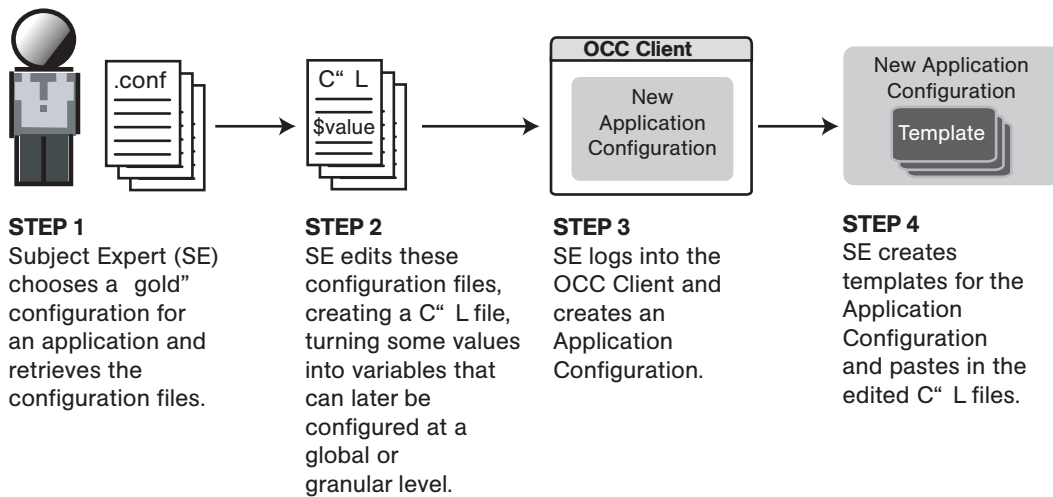 .conf
C“ L
$value
OCC Client
New
Application
Configuration
New Application
Configuration
Template
STEP 1
Subject Expert (SE)
chooses a gold”
configuration for
an application and
retrieves the
configuration files.
STEP 2
SE edits these
configuration files,
creating a C“ L file,
turning some values
into variables that
can later be
configured at a
global or
granular level.
STEP 3
SE logs into the
OCC Client and
creates an
Application
Configuration.
STEP 4
SE creates
templates for the
Application
Configuration
and pastes in the
edited C“ L files.